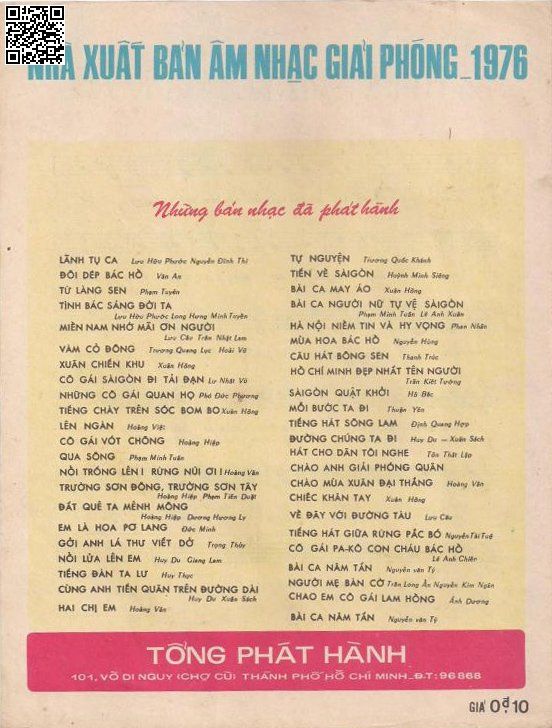 NHÀ XUẤT BẢN ÂM NHẠC GIẢI PHÓNG_1976
Những bản nhạc đã phát hành
LÃNH TỤ CA Lưu Hữu Phước Nguyễn Đình Thi
ĐÔI DÉP BÁC HỒ Văn An
TỪ LÀNG SEN Phạm Tuyên
TÌNH BÁC SÁNG ĐỜI TA
Lưu Hữu Phước Long Hưng Minh Tuyên
MIỀN NAM NHỚ MÃI ƠN NGƯỜI
Lưu Cầu Trần Nhật Lam
VÀM CỎ ĐÔNG Trương Quang Lục Hoài Vũ
XUÂN CHIẾN KHU Xuân Hồng
CÔ GÁI SÀIGÒN ĐI TẢI ĐẠN Lư Nhất Vũ
NHỮNG CÔ GÁI QUAN HỌ Phó Đức Phương
TIẾNG CHÀY TRÊN SÓC BOM BO Xuân Hồng
LÊN NGÀN Hoàng Việt
CÔ GÁI VÓT CHÔNG Hoàng Hiệp
QUA SÔNG Phạm Minh Tuấn
NỔI TRỐNG LÊN! RỪNG NÚI ƠI! Hoàng Vân
TRƯỜNG SƠN ĐÔNG, TRƯỜNG SƠN TÂY
Hoàng Hiệp Phạm Tiến Duật
ĐẤT QUÊ TA MÊNH MÔNG
Hoàng Hiệp Dương Hương Ly
EM LÀ HOA PƠ LANG Đức Minh
GỞI ANH LÁ THƯ VIẾT DỞ Trọng Thủy
NỔI LỬA LÊN EM Huy Du Giang Lam
TIẾNG ĐÀN TA LƯ Huy Thục
CÙNG ANH TIẾN QUÂN TRÊN ĐƯỜNG DÀI
Huy Du Xuân Sách
HAI CHỊ EM Hoàng Vân
TỰ NGUYỆN Trương Quốc Khánh
TIẾN VỀ SÀIGÒN Huỳnh Minh Siêng
BÀI CA MAY ÁO Xuân Hồng
BÀI CA NGƯỜI NỮ TỰ VỆ SÀIGÒN
Phạm Minh Tuấn Lê Anh Xuân
HÀ NỘI NIỀM TIN VÀ HY VỌNG Phan Nhân
MÙA HOA BÁC HỒ Nguyễn Hùng
CÂU HÁT BÔNG SEN Thanh Trúc
HỒ CHÍ MINH ĐẸP NHẤT TÊN NGƯỜI
Trần Kiết Tường
SÀIGÒN QUẬT KHỞI Hồ Bắc
MỖI BƯỚC TA ĐI Thuận Yên
TIẾNG HÁT SÔNG LAM Định Quang Hợp
ĐƯỜNG CHÚNG TA ĐI Huy Du - Xuân Sách
HÁT CHO DÂN TÔI NGHE Tôn Thất Lập
CHÀO ANH GIẢI PHÓNG QUÂN
CHÀO MÙA XUÂN ĐẠI THẮNG Hoàng Vân
CHIẾC KHĂN TAY Xuân Hồng
VỀ ĐÂY VỚI ĐƯỜNG TÀU Lưu Cầu
TIẾNG HÁT GIỮA RỪNG PẮC BÓ Nguyễn Tài Tuệ
CÔ GÁI PA-KÔ CON CHÁU BÁC HỒ
Lê Anh Chiến
BÀI CA NĂM TẤN Nguyễn văn Tý
NGƯỜI MẸ BÀN CỜ Trần Long Ẩn Nguyễn Kim Ngân
CHAO EM CÔ GÁI LAM HỒNG Ánh Dương
BÀI CA NĂM TẤN Nguyễn văn Tý
TỔNG PHÁT HÀNH
101, VÕ DI NGUY (CHỢ CŨ) THÀNH PHỐ HỒ CHÍ MINH_ĐT:96868
GIÁ 0đ.10